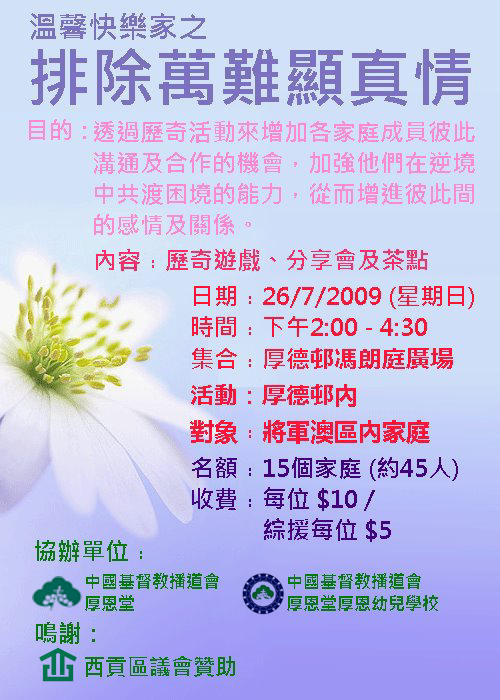 溫馨快樂家之
排除萬難顯真情
目的：透過歷奇活動來增加各家庭成員彼此
溝通及合作的機會，加強他們在逆境
中共渡困境的能力，從而增進彼此間
的感情及關係。
內容：歷奇遊戲、分享會及茶點
日期：26/7/2009 (星期日)
時間：下午2:00 - 4:30
集合：厚德邨馮朗庭廣場
活動：厚德邨內
對象：將軍澳區內家庭
名額：15個家庭 (約45人)
收費：每位 $10 /
綜援每位 $5
協辦單位：
中國基督教播道會
厚恩堂
中國基督教播道會
厚恩堂厚恩幼兒學校
鳴謝：
西貢區議會贊助